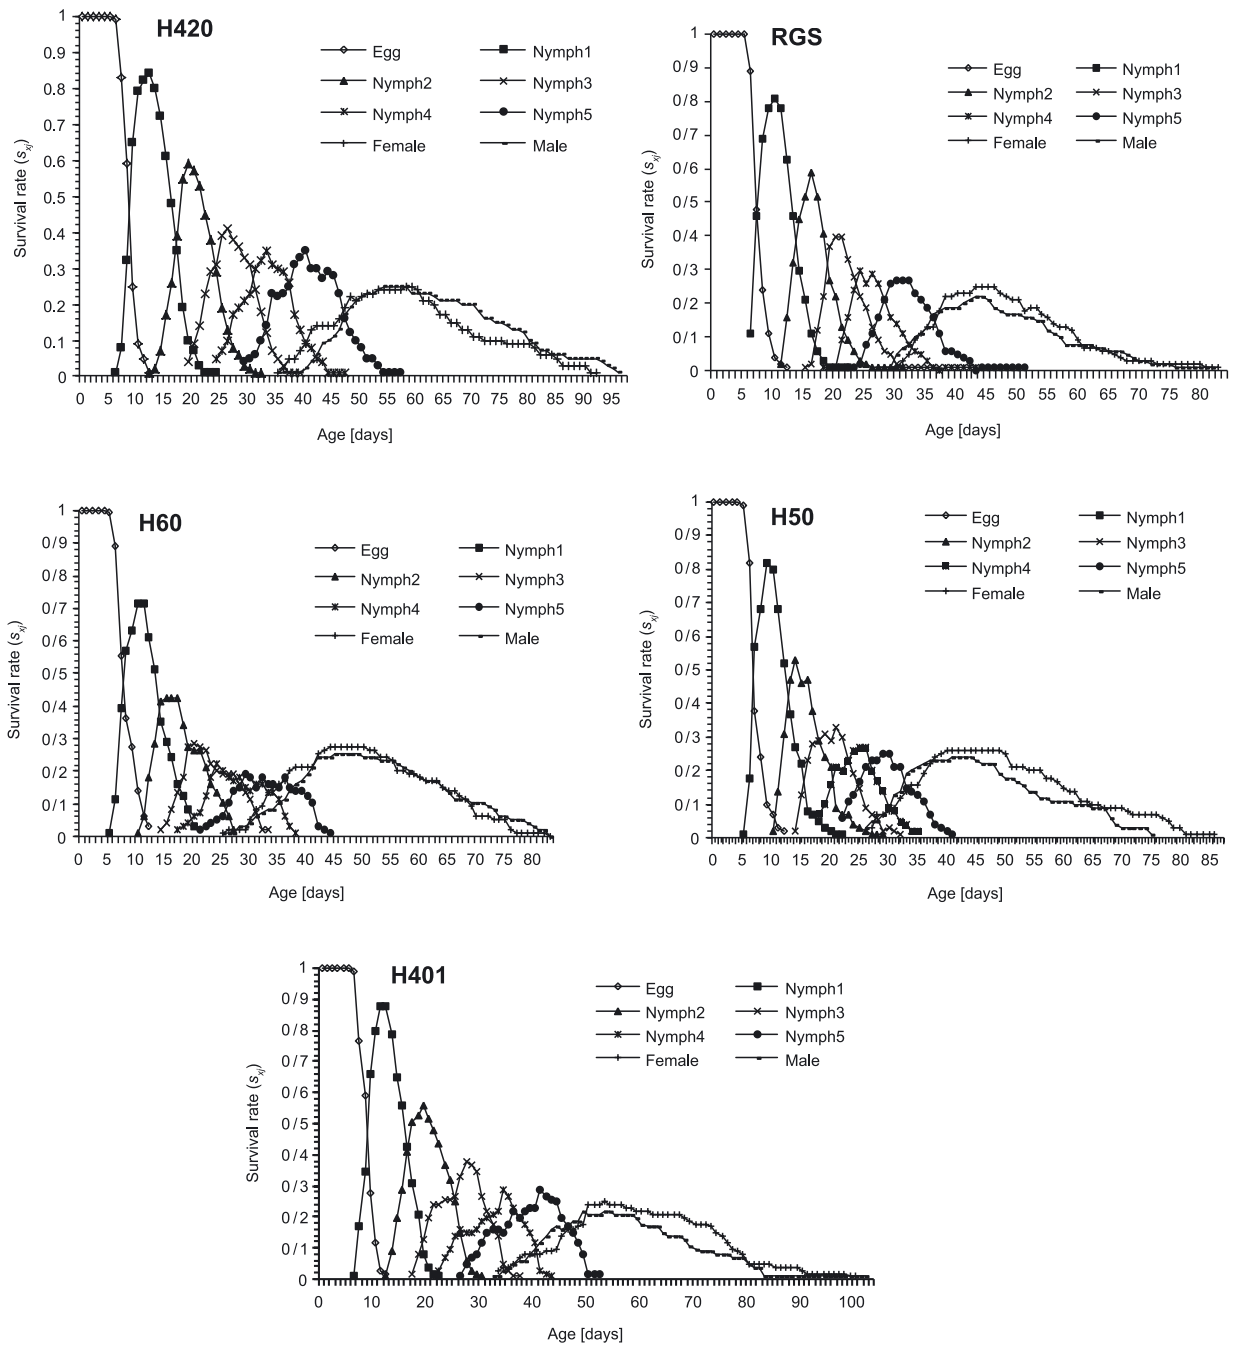 H420
Egg Nymph1
Nymph2 Nymph3
Nymph4 Nymph5
Female Male
Survival rate (sxj)
1
0.9
0.8
0.7
0.6
0.5
0.4
0.3
0.2
0.1
0
0 5 10 15 20 25 30 35 40 45 50 55 60 65 70 75 80 85 90 95
Age [days]
RGS
Egg Nymph1
Nymph2 Nymph3
Nymph4 Nymph5
Female Male
Survival rate (sxj)
1
0/9
0/8
0/7
0/6
0/5
0/4
0/3
0/2
0/1
0
0 5 10 15 20 25 30 35 40 45 50 55 60 65 70 75 80
Age [days]
H60
Egg Nymph1
Nymph2 Nymph3
Nymph4 Nymph5
Female Male
Survival rate (sxj)
1
0/9
0/8
0/7
0/6
0/5
0/4
0/3
0/2
0/1
0
0 5 10 15 20 25 30 35 40 45 50 55 60 65 70 75 80
Age [days]
H50
Egg Nymph1
Nymph2 Nymph3
Nymph4 Nymph5
Female Male
Survival rate (sxj)
1
0/9
0/8
0/7
0/6
0/5
0/4
0/3
0/2
0/1
0
0 5 10 15 20 25 30 35 40 45 50 55 60 65 70 75 80 85
Age [days]
H401
Egg Nymph1
Nymph2 Nymph3
Nymph4 Nymph5
Female Male
Survival rate (sxj)
1
0/9
0/8
0/7
0/6
0/5
0/4
0/3
0/2
0/1
0
0 10 20 30 40 50 60 70 80 90 100
Age [days]